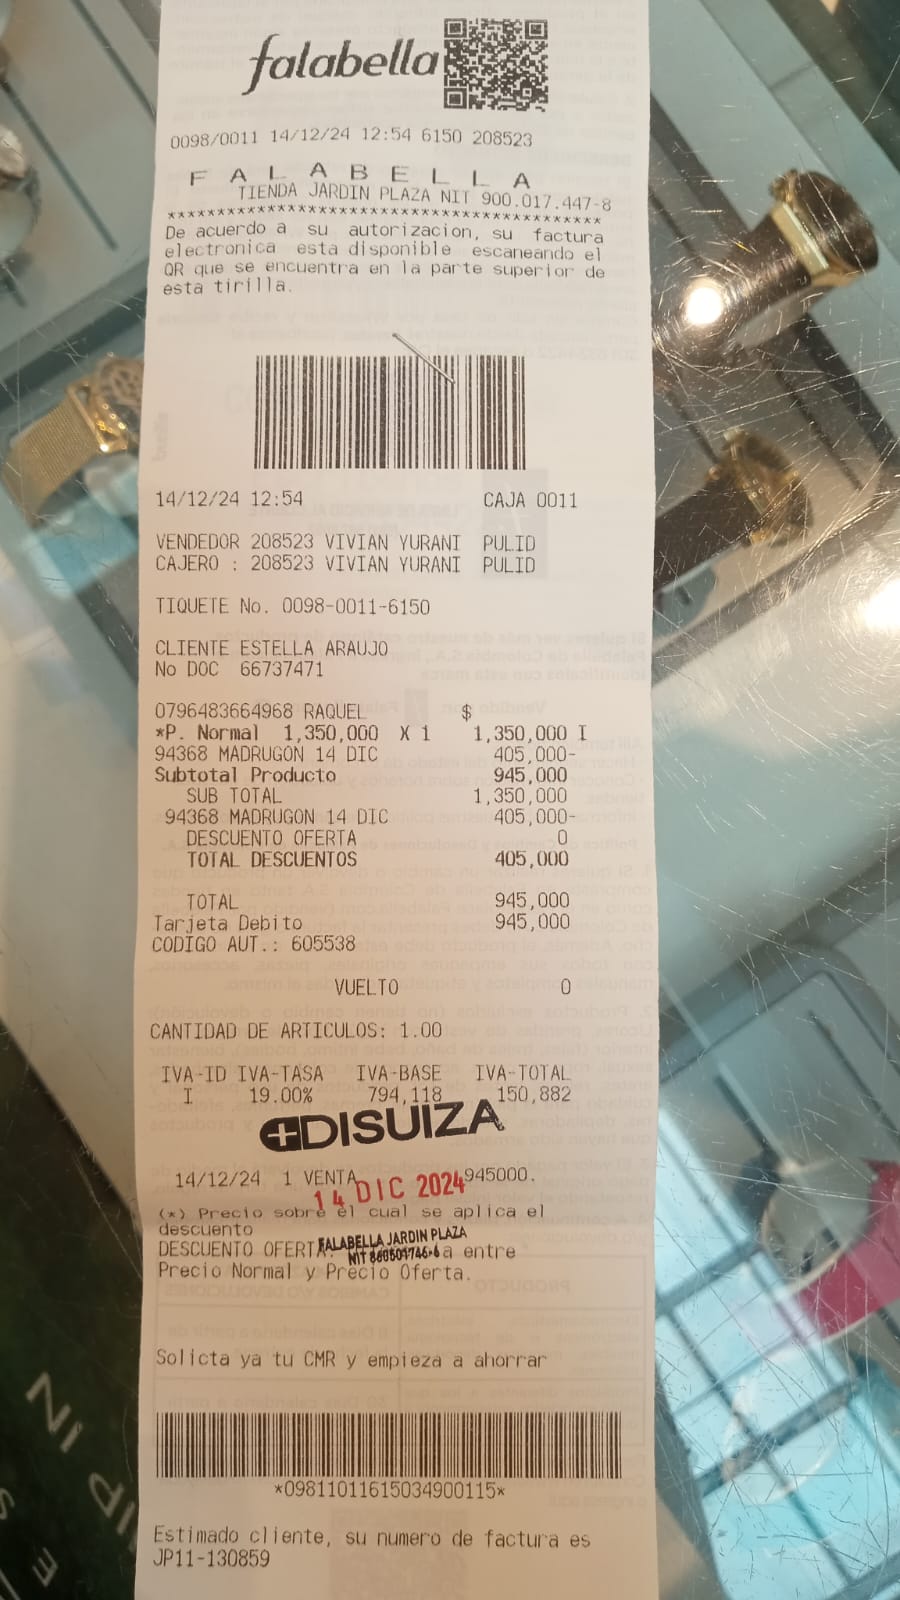 falabella
0098/0011 14/12/24 12:54 6150 208523
F A L A B E L L A
TIENDA JARDIN PLAZA NIT 900.017.447-8
*****************************************
De acuerdo a su autorizacion, su factura
electronica esta disponible escaneando el
QR que se encuentra en la parte superior de
esta tirilla.
14/12/24 12:54 CAJA 0011
VENDEDOR 208523 VIVIAN YURANI PULID
CAJERO : 208523 VIVIAN YURANI PULID
TIQUETE No. 0098-0011-6150
CLIENTE ESTELLA ARAUJO
No DOC 66737471
0796483664968 RAQUEL $
*P. Normal 1,350,000 X 1 1,350,000 I
94368 MADRUGON 14 DIC 405,000-
Subtotal Producto 945,000
SUB TOTAL 1,350,000
94368 MADRUGON 14 DIC 405,000-
DESCUENTO OFERTA 0
TOTAL DESCUENTOS 405,000
TOTAL 945,000
Tarjeta Debito 945,000
CODIGO AUT.: 605538
VUELTO 0
CANTIDAD DE ARTICULOS: 1.00
IVA-ID IVA-TASA IVA-BASE IVA-TOTAL
I 19.00% 794,118 150,882
DISUIZA
14/12/24 1 VENTA 945000.
14 DIC 2024
(*) Precio sobre el cual se aplica el
descuento
FALABELLA JARDIN PLAZA
DESCUENTO OFERTA: a entre
NIT 860501746-6
Precio Normal y Precio Oferta.
Solicta ya tu CMR y empieza a ahorrar
*09811011615034900115*
Estimado cliente, su numero de factura es
JP11-130859